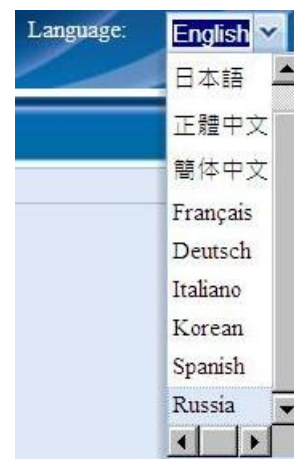 Language: English
日本語
正體中文
簡体中文
Français
Deutsch
Italiano
Korean
Spanish
Russia